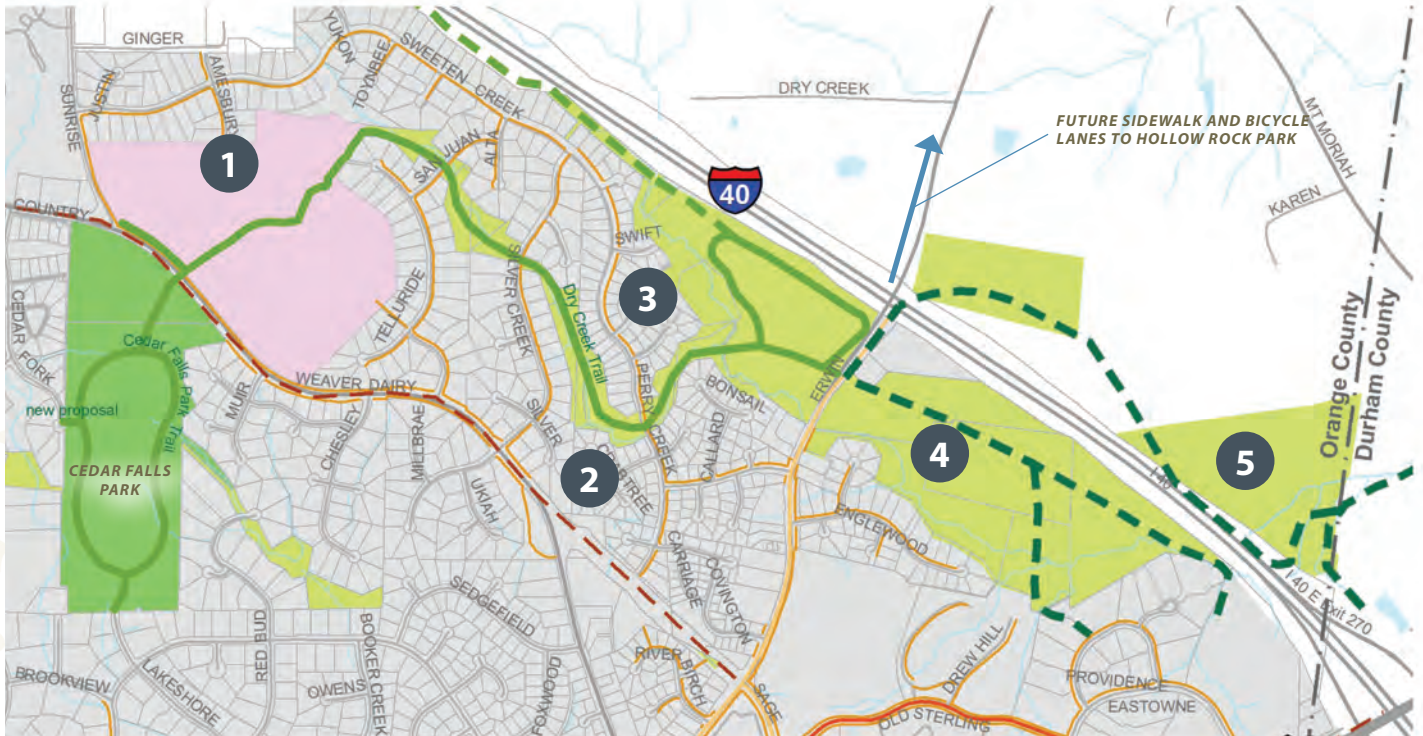 GINGER
YUKON
TOYNBEE
SWEETEN
CREEK
AMESBURY
JUSTIN
SUNRISE
DRY CREEK
MT MORIAH
FUTURE SIDEWALK AND BICYCLE
LANES TO HOLLOW ROCK PARK
1
SAN JUAN
ALTA
40
KAREN
COUNTRY
SWIFT
SILVER CREEK
TELLURIDE
3
Dry Creek Trail
CEDAR
FORK
Cedar Falls Park Trail
Orange County
Durham County
WEAVER DAIRY
MUIR
CHESLEY
MILLBRAE
SILVER
PERRY
CREEK
BONSAIL
ERWIN
new proposal
CEDAR FALLS
PARK
CALLARD
4
5
I 40
2
UKIAH
ENGLEWOOD
CARRIAGE
COVINGTON
I 40 E Exit 270
SEDGEFIELD
RED BUD
BOOKER CREEK
RIVER BIRCH
DREW HILL
BROOKVIEW
LAKESHORE
OWENS
FOXWOOD
SAGE
PROVIDENCE
EASTOWNE
OLD STERLING